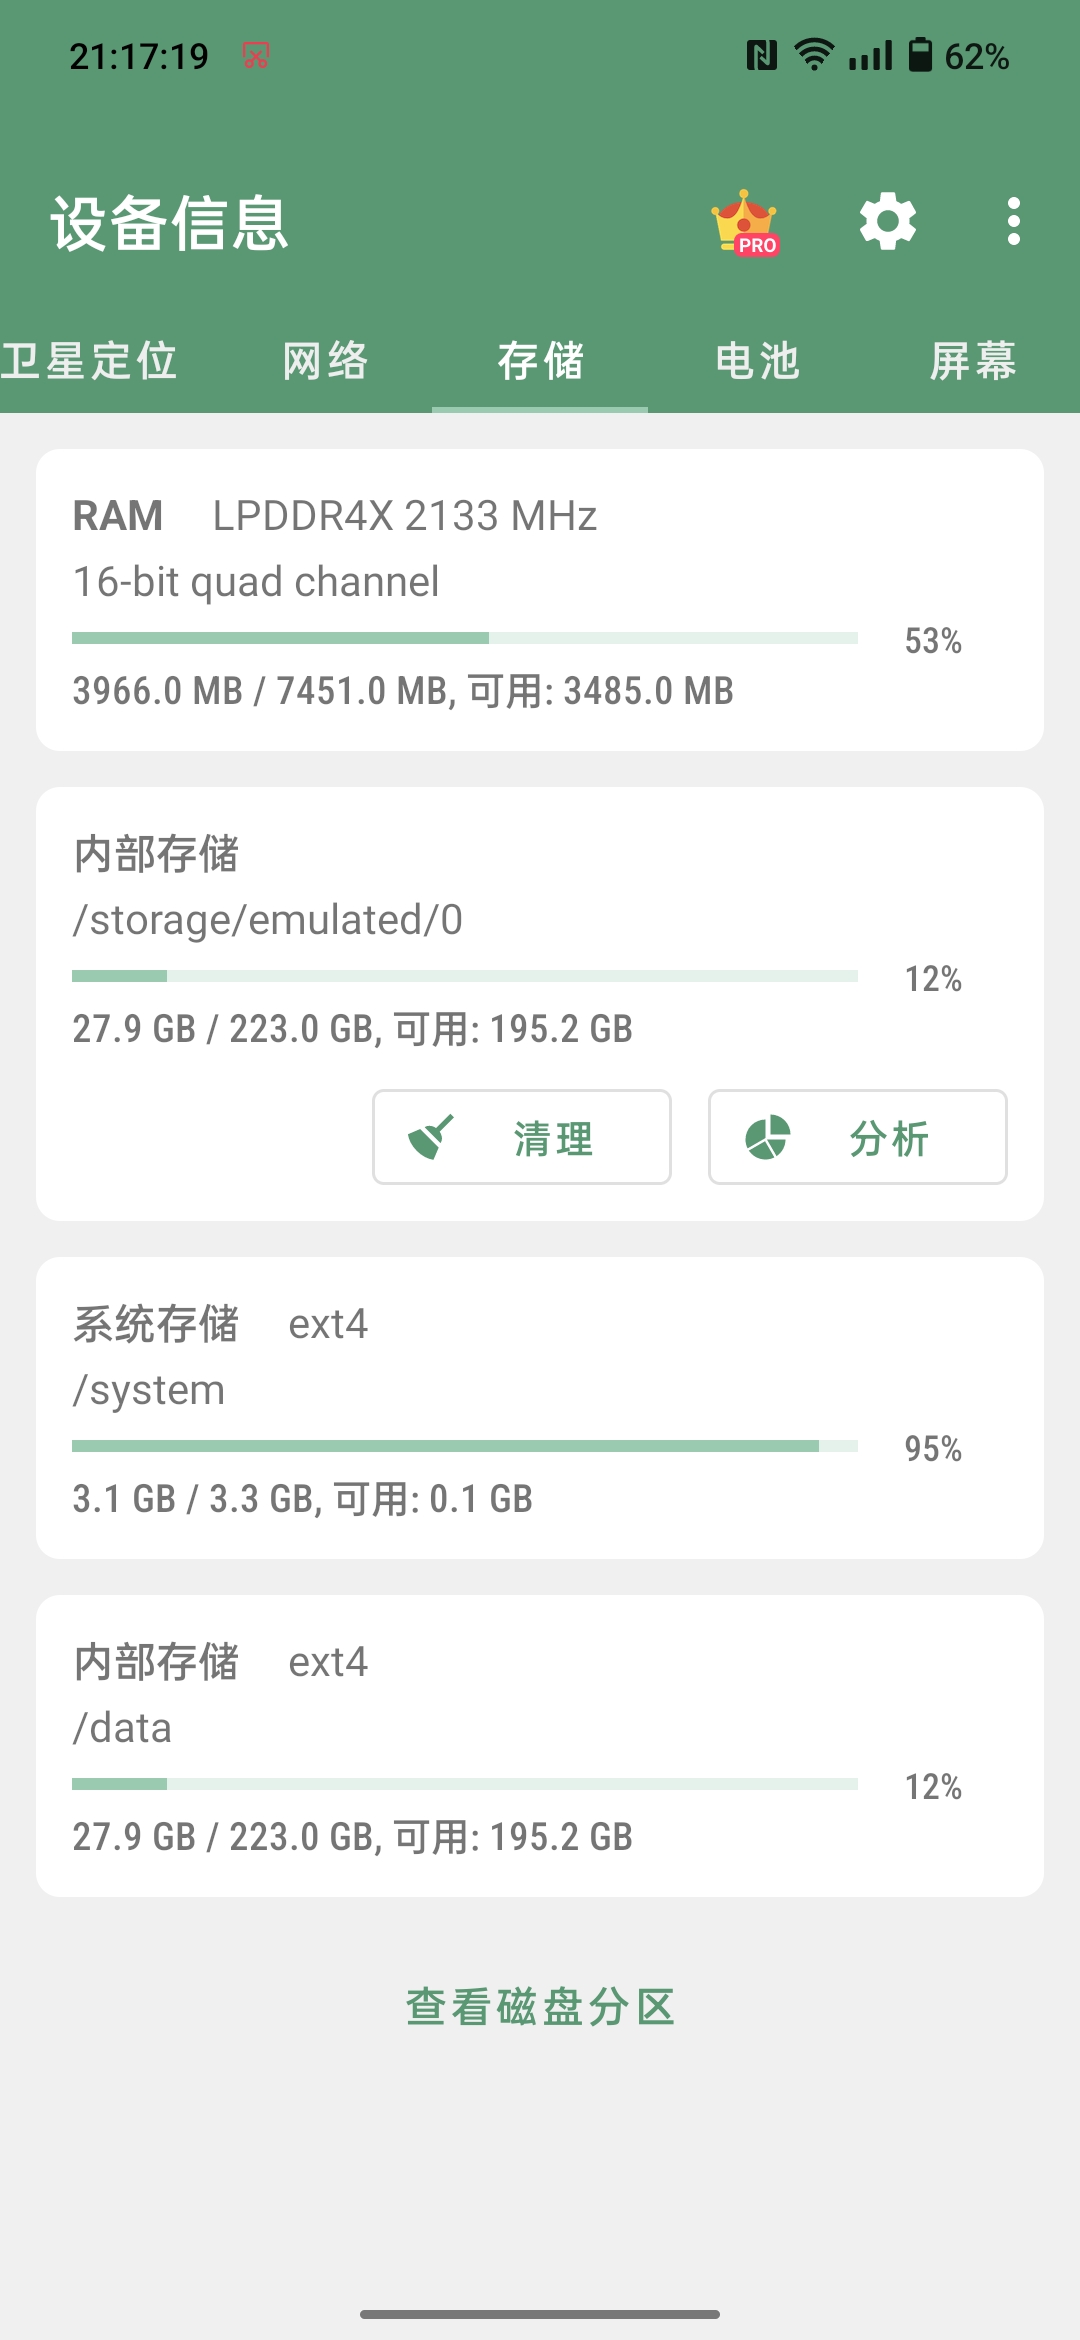 21:17:19 62%
设备信息 PRO
卫星定位 网络 存储 电池 屏幕
RAM LPDDR4X 2133 MHz
16-bit quad channel
53%
3966.0 MB / 7451.0 MB, 可用: 3485.0 MB
内部存储
/storage/emulated/0
12%
27.9 GB / 223.0 GB, 可用: 195.2 GB
清理 分析
系统存储 ext4
/system
95%
3.1 GB / 3.3 GB, 可用: 0.1 GB
内部存储 ext4
/data
12%
27.9 GB / 223.0 GB, 可用: 195.2 GB
查看磁盘分区